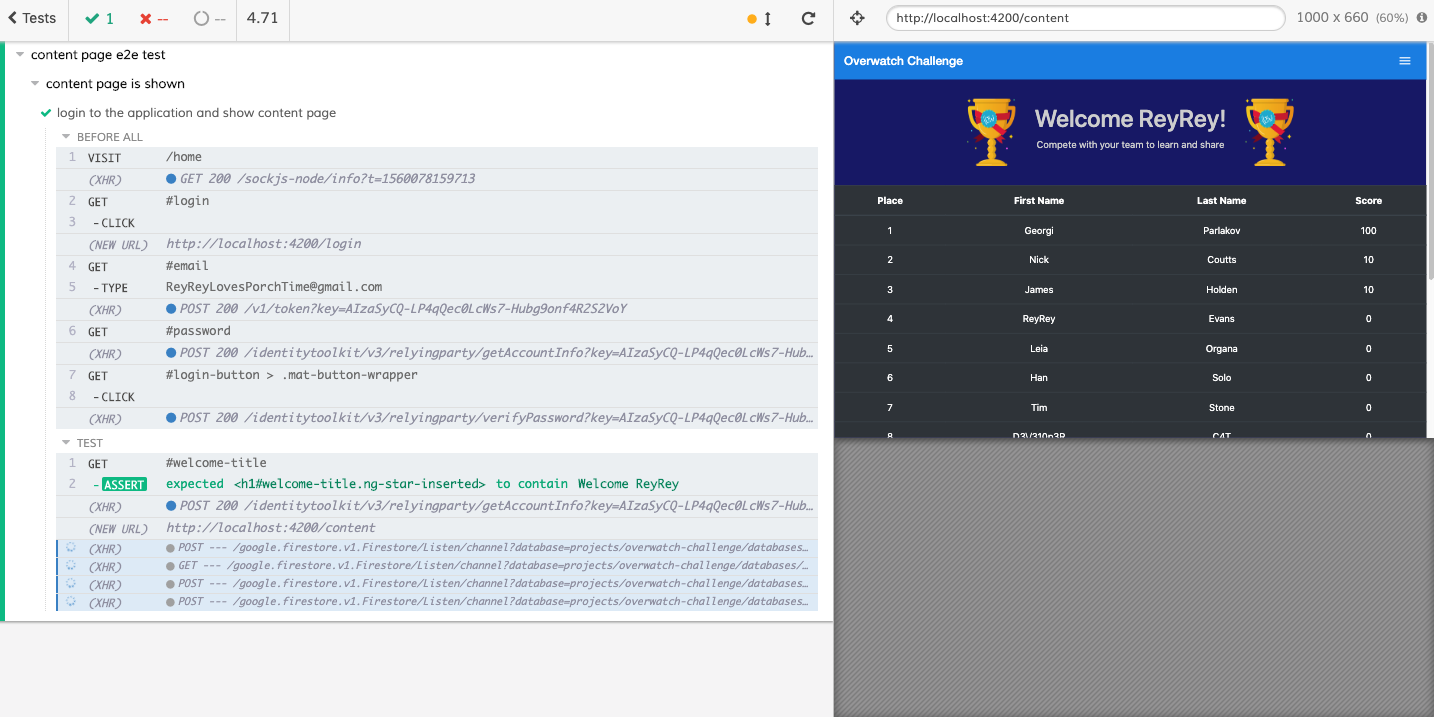 Tests
1
--
--
4.71
content page e2e test
content page is shown
login to the application and show content page
BEFORE ALL
1 VISIT /home
(XHR) GET 200 /sockjs-node/info?t=1560078159713
2 GET #login
3 -CLICK
(NEW URL) http://localhost:4200/login
4 GET #email
5 -TYPE ReyReyLovesPorchTime@gmail.com
(XHR) POST 200 /v1/token?key=AIzaSyCQ-LP4qQec0LcWs7-Hubg9onf4R2S2VoY
6 GET #password
(XHR) POST 200 /identitytoolkit/v3/relyingparty/getAccountInfo?key=AIzaSyCQ-LP4qQec0LcWs7-Hub…
7 GET #login-button > .mat-button-wrapper
8 -CLICK
(XHR) POST 200 /identitytoolkit/v3/relyingparty/verifyPassword?key=AIzaSyCQ-LP4qQec0LcWs7-Hub…
TEST
1 GET #welcome-title
2 -ASSERT expected <h1#welcome-title.ng-star-inserted> to contain Welcome ReyRey
(XHR) POST 200 /identitytoolkit/v3/relyingparty/getAccountInfo?key=AIzaSyCQ-LP4qQec0LcWs7-Hub…
(NEW URL) http://localhost:4200/content
(XHR) POST --- /google.firestore.v1.Firestore/Listen/channel?database=projects/overwatch-challenge/databases…
(XHR) GET --- /google.firestore.v1.Firestore/Listen/channel?database=projects/overwatch-challenge/databases/…
(XHR) POST --- /google.firestore.v1.Firestore/Listen/channel?database=projects/overwatch-challenge/databases…
(XHR) POST --- /google.firestore.v1.Firestore/Listen/channel?database=projects/overwatch-challenge/databases…
http://localhost:4200/content
1000 x 660 (60%)
Overwatch Challenge
Welcome ReyRey!
Compete with your team to learn and share
Place First Name Last Name Score
1 Georgi Parlakov 100
2 Nick Coutts 10
3 James Holden 10
4 ReyRey Evans 0
5 Leia Organa 0
6 Han Solo 0
7 Tim Stone 0
8 D3V310p3R C4T 0